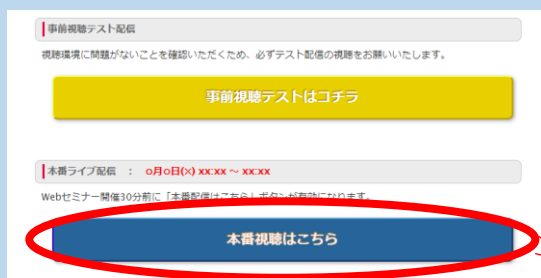 事前視聴テスト配信
視聴環境に問題がないことを確認いただくため、必ずテスト配信の視聴をお願いいたします。
事前視聴テストはコチラ
本番ライブ配信 ： o月o日(×) xx:xx ～ xx:xx
Webセミナー開催30分前に「本番配信はこちら」ボタンが有効になります。
本番視聴はこちら